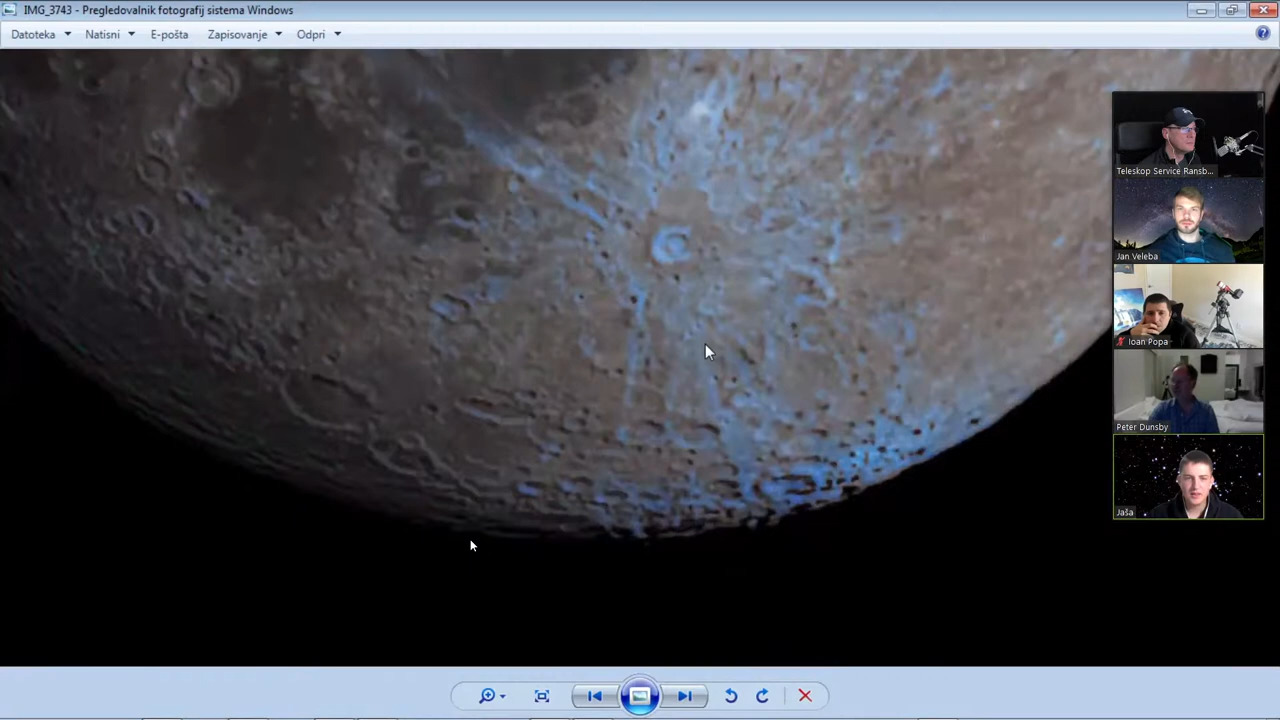 IMG_3743 - Pregledovalnik fotografij sistema Windows
Datoteka Natisni E-pošta Zapisovanje Odpri
Teleskop Service Ransb...
Jan Veleba
Ioan Popa
Peter Dunsby
Jaša